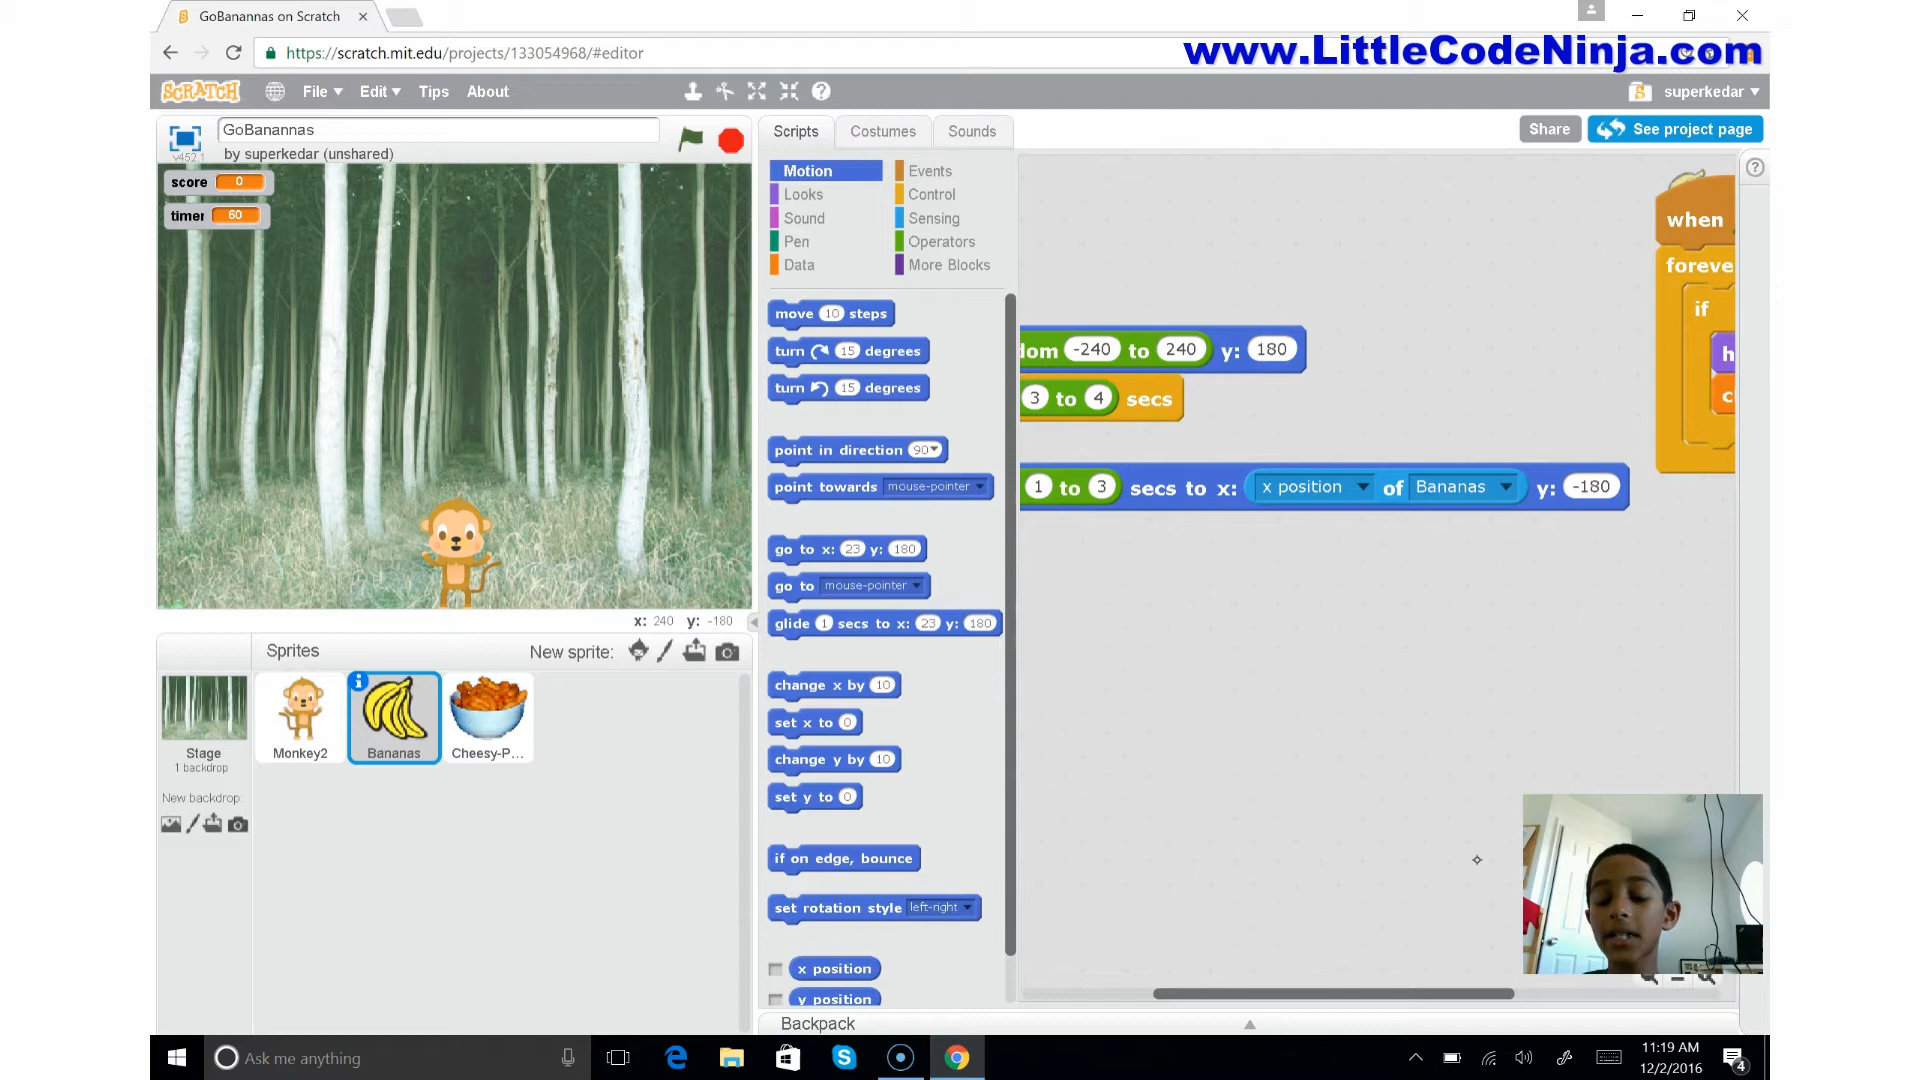 GoBanannas on Scratch
https://scratch.mit.edu/projects/133054968/#editor
www.LittleCodeNinja.com
SCRATCH
File
Edit
Tips
About
superkedar
GoBanannas
by superkedar (unshared)
v452.1
Scripts
Costumes
Sounds
Share
See project page
score 0
timer 60
Motion
Looks
Sound
Pen
Data
Events
Control
Sensing
Operators
More Blocks
move 10 steps
turn 15 degrees
turn 15 degrees
point in direction 90
point towards mouse-pointer
go to x: 23 y: 180
go to mouse-pointer
glide 1 secs to x: 23 y: 180
change x by 10
set x to 0
change y by 10
set y to 0
if on edge, bounce
set rotation style left-right
x position
y position
dom -240 to 240 y: 180
3 to 4 secs
1 to 3 secs to x: x position of Bananas y: -180
when
foreve
if
h
c
x: 240 y: -180
Sprites
New sprite:
Stage
1 backdrop
New backdrop:
Monkey2
Bananas
Cheesy-P...
Backpack
Ask me anything
11:19 AM
12/2/2016
4